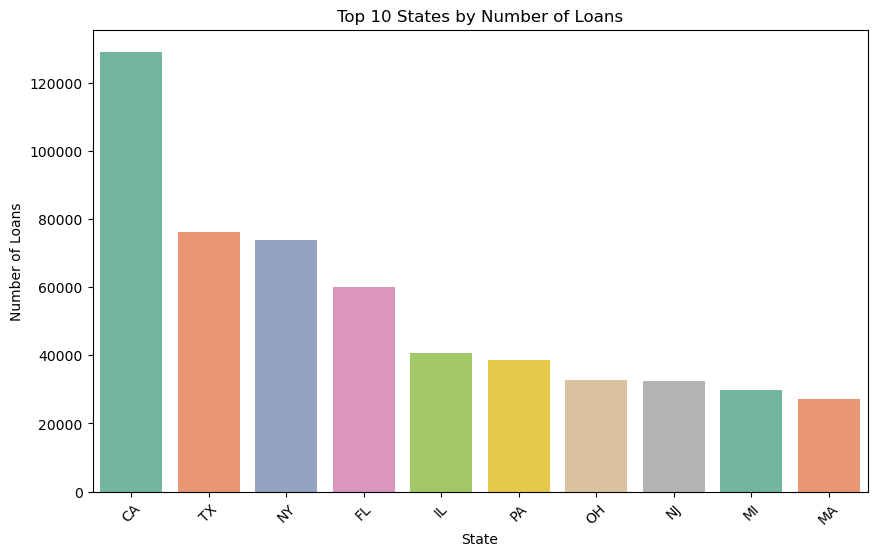 Top 10 States by Number of Loans
Number of Loans
120000
100000
80000
60000
40000
20000
0
CA TX NY FL IL PA OH NJ MI MA
State